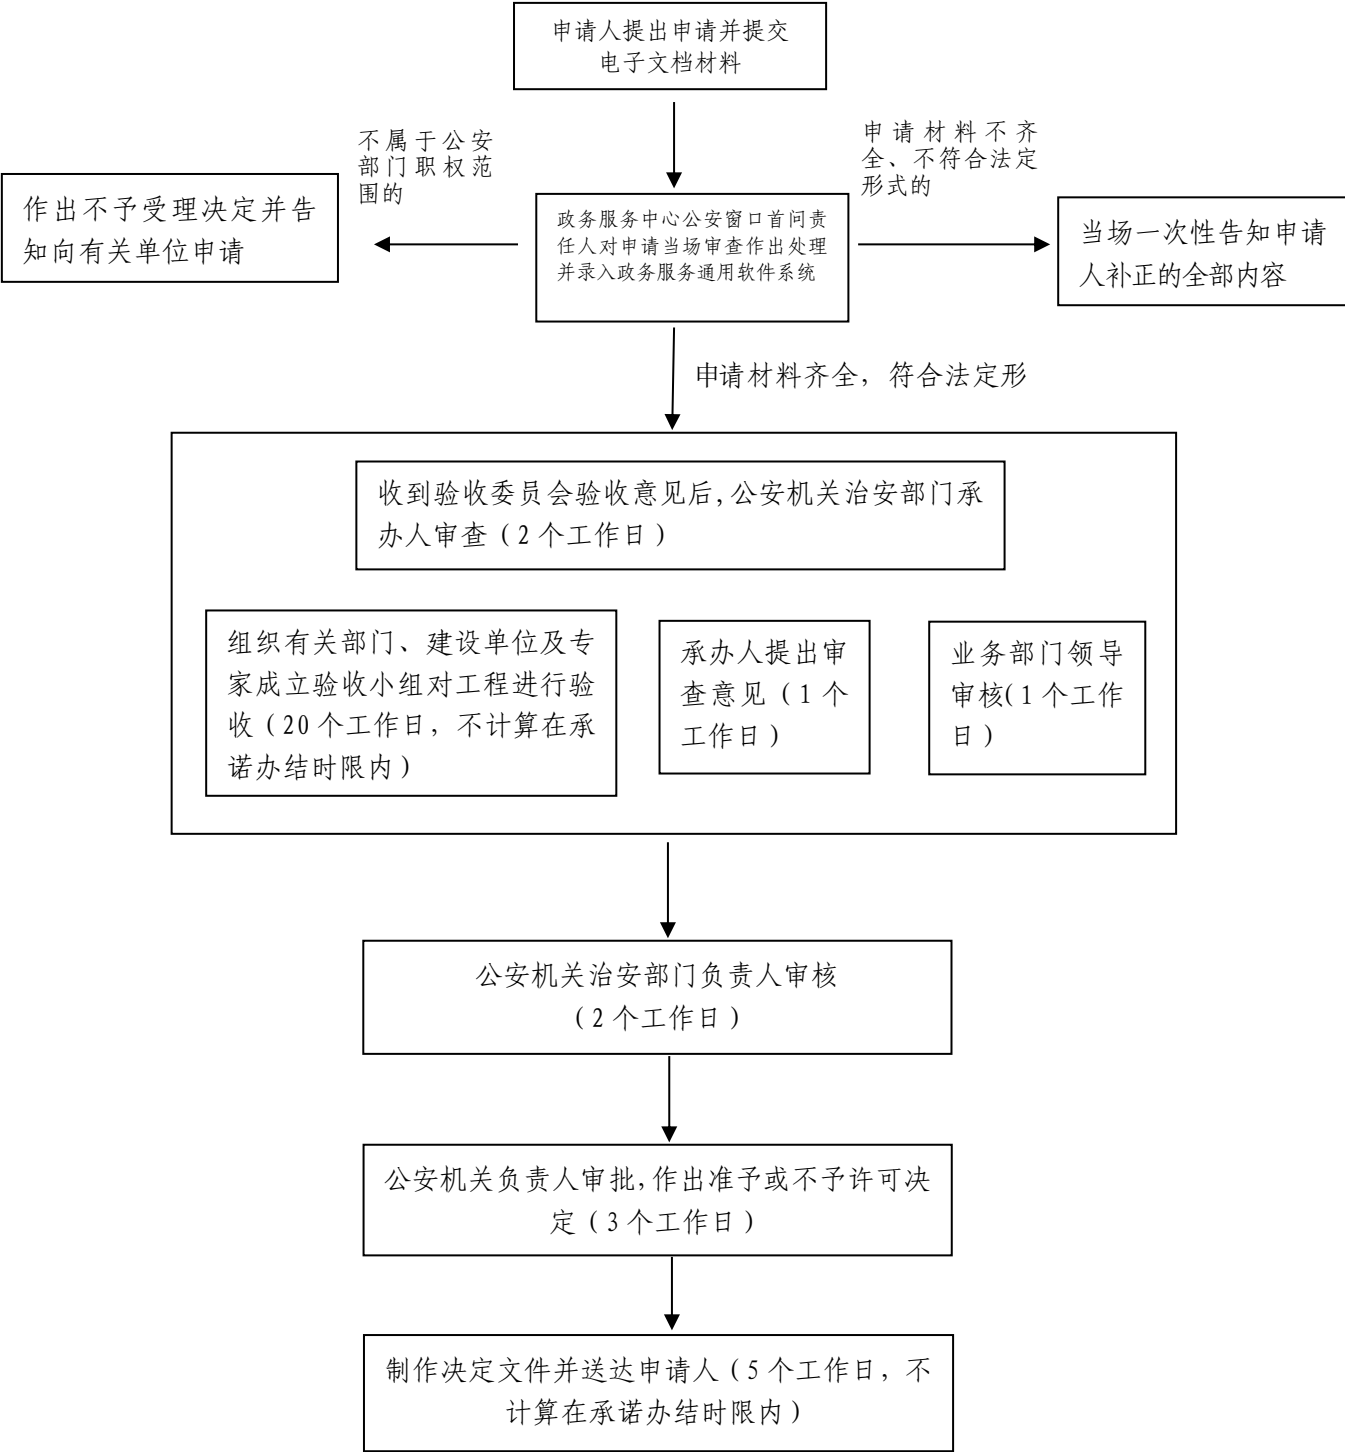 申请人提出申请并提交
电子文档材料
不属于公安
部门职权范
围的
申请材料不齐
全、不符合法定
形式的
作出不予受理决定并告
知向有关单位申请
政务服务中心公安窗口首问责
任人对申请当场审查作出处理
并录入政务服务通用软件系统
当场一次性告知申请
人补正的全部内容
申请材料齐全，符合法定形
收到验收委员会验收意见后,公安机关治安部门承
办人审查（2 个工作日）
组织有关部门、建设单位及专
家成立验收小组对工程进行验
收（20 个工作日，不计算在承
诺办结时限内）
承办人提出审
查意见（1 个
工作日）
业务部门领导
审核(1 个工作
日）
公安机关治安部门负责人审核
（2 个工作日）
公安机关负责人审批,作出准予或不予许可决
定（3 个工作日）
制作决定文件并送达申请人（5 个工作日，不
计算在承诺办结时限内）